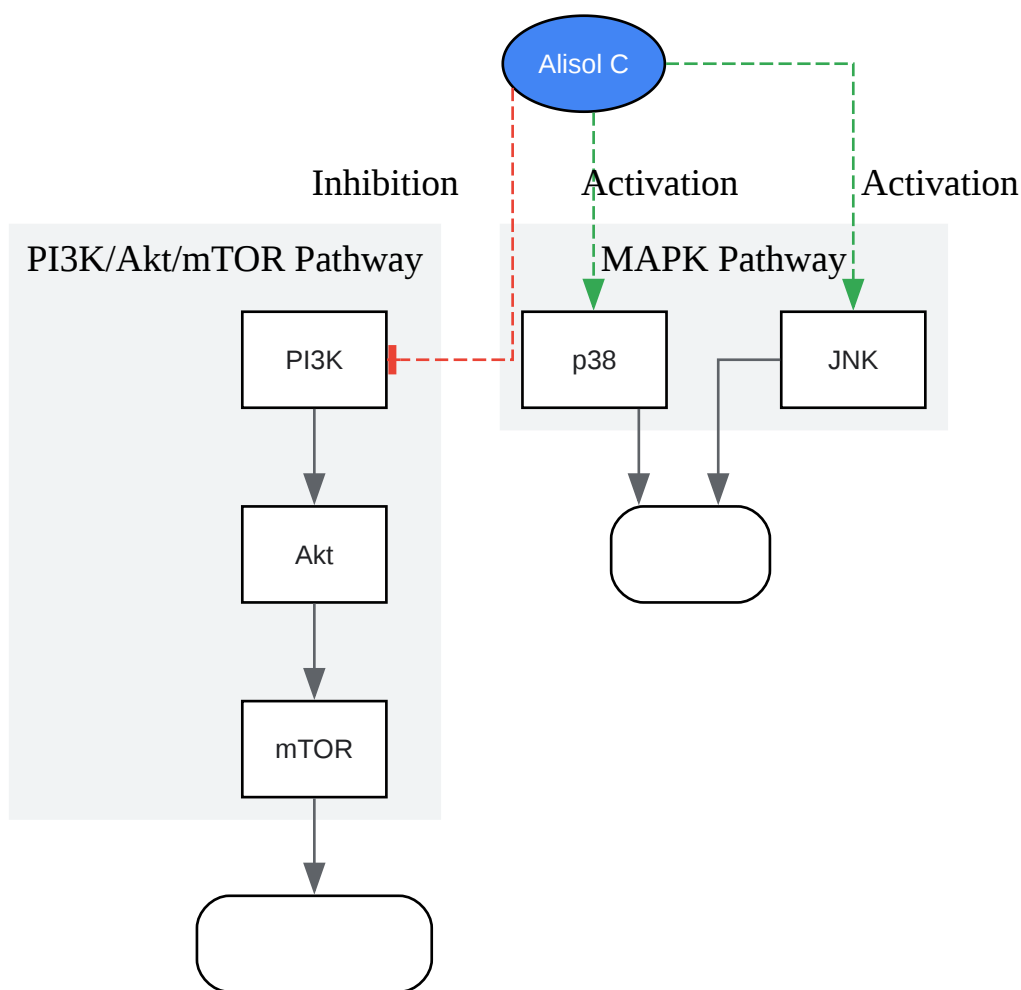 Alisol C
Inhibition
Activation
Activation
PI3K/Akt/mTOR Pathway
MAPK Pathway
PI3K
p38
JNK
Akt
mTOR